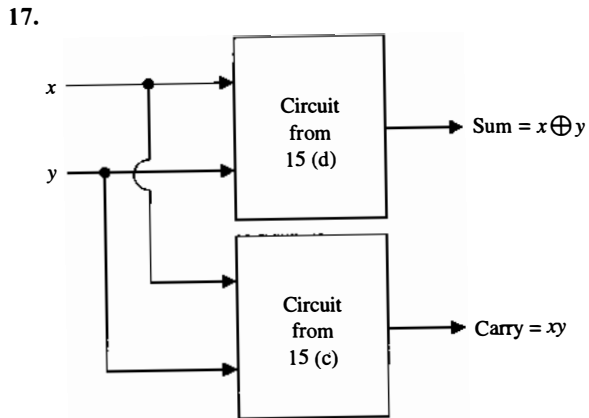 17.
x
y
Circuit
from
15 (d)
Sum = x⊕y
Circuit
from
15 (c)
Carry = xy